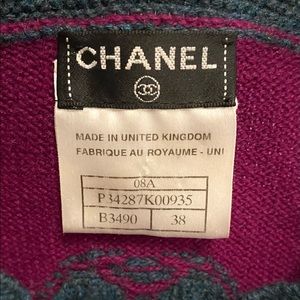 CHANEL
MADE IN UNITED KINGDOM
FABRIQUE AU ROYAUME - UNI
08A
P34287K00935
B3490 38